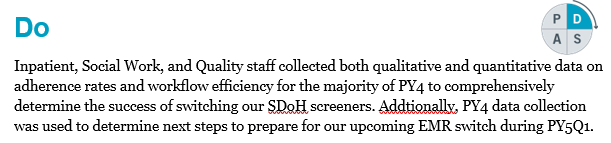 Do
P D
A S
Inpatient, Social Work, and Quality staff collected both qualitative and quantitative data on
adherence rates and workflow efficiency for the majority of PY4 to comprehensively
determine the success of switching our SDoH screeners. Addtionally, PY4 data collection
was used to determine next steps to prepare for our upcoming EMR switch during PY5Q1.